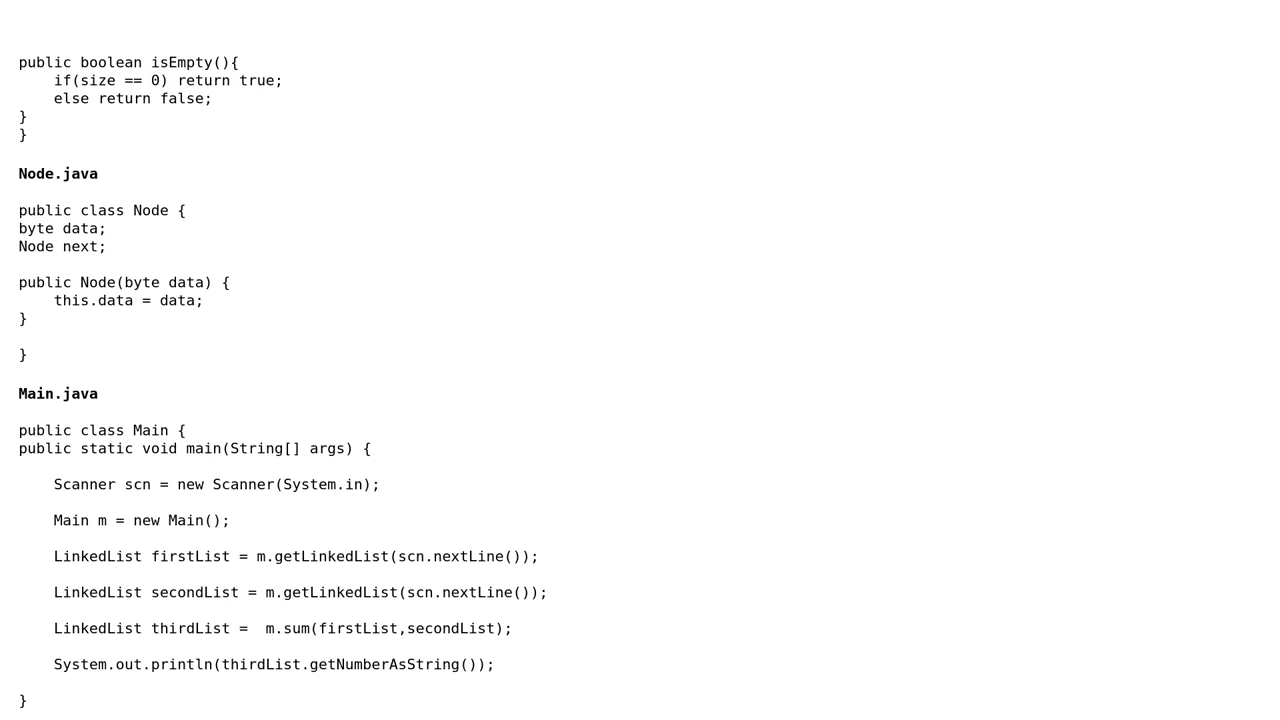 public boolean isEmpty(){
    if(size == 0) return true;
    else return false;
}
}
Node.java
public class Node {
byte data;
Node next;
public Node(byte data) {
    this.data = data;
}
}
Main.java
public class Main {
public static void main(String[] args) {
    Scanner scn = new Scanner(System.in);
    Main m = new Main();
    LinkedList firstList = m.getLinkedList(scn.nextLine());
    LinkedList secondList = m.getLinkedList(scn.nextLine());
    LinkedList thirdList =  m.sum(firstList,secondList);
    System.out.println(thirdList.getNumberAsString());
}